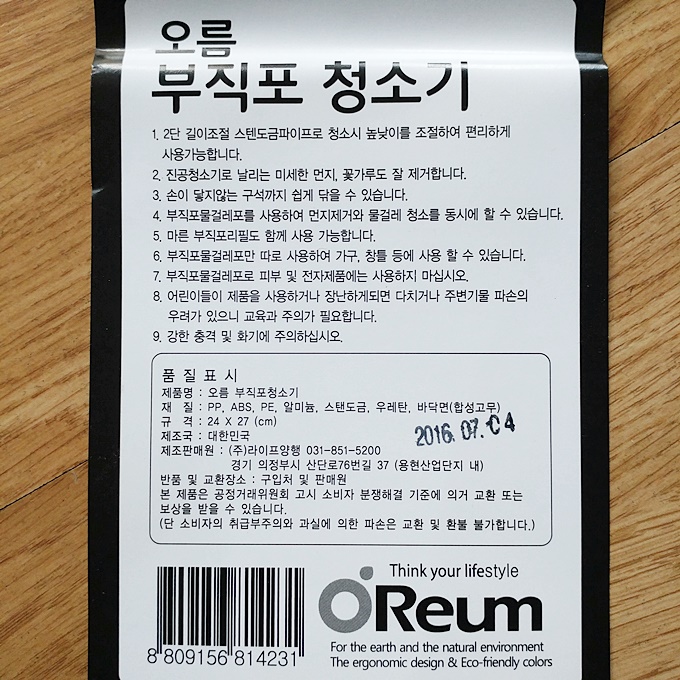 오름
부직포 청소기
1. 2단 길이조절 스텐도금파이프로 청소시 높낮이를 조절하여 편리하게
사용가능합니다.
2. 진공청소기로 날리는 미세한 먼지, 꽃가루도 잘 제거합니다.
3. 손이 닿지않는 구석까지 쉽게 닦을 수 있습니다.
4. 부직포물걸레포를 사용하여 먼지제거와 물걸레 청소를 동시에 할 수 있습니다.
5. 마른 부직포리필도 함께 사용 가능합니다.
6. 부직포물걸레포만 따로 사용하여 가구, 창틀 등에 사용 할 수 있습니다.
7. 부직포물걸레포로 피부 및 전자제품에는 사용하지 마십시오.
8. 어린이들이 제품을 사용하거나 장난하게되면 다치거나 주변기물 파손의
우려가 있으니 교육과 주의가 필요합니다.
9. 강한 충격 및 화기에 주의하십시오.
품 질 표 시
제품명 : 오름 부직포청소기
재 질 : PP, ABS, PE, 알미늄, 스탠도금, 우레탄, 바닥면(합성고무)
규 격 : 24 X 27 (cm)
제조국 : 대한민국
2016.07.04
제조판매원 : (주)라이프양행 031-851-5200
경기 의정부시 산단로76번길 37 (용현산업단지 내)
반품 및 교환장소 : 구입처 및 판매원
본 제품은 공정거래위원회 고시 소비자 분쟁해결 기준에 의거 교환 또는
보상을 받을 수 있습니다.
(단 소비자의 취급부주의와 과실에 의한 파손은 교환 및 환불 불가합니다.)
8 809156 814231
Think your lifestyle
OReum
For the earth and the natural environment
The ergonomic design & Eco-friendly colors